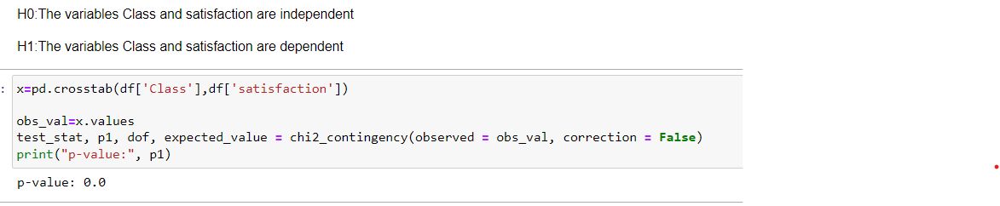 H0:The variables Class and satisfaction are independent
H1:The variables Class and satisfaction are dependent
: x=pd.crosstab(df['Class'],df['satisfaction'])
obs_val=x.values
test_stat, p1, dof, expected_value = chi2_contingency(observed = obs_val, correction = False)
print("p-value:", p1)
p-value: 0.0